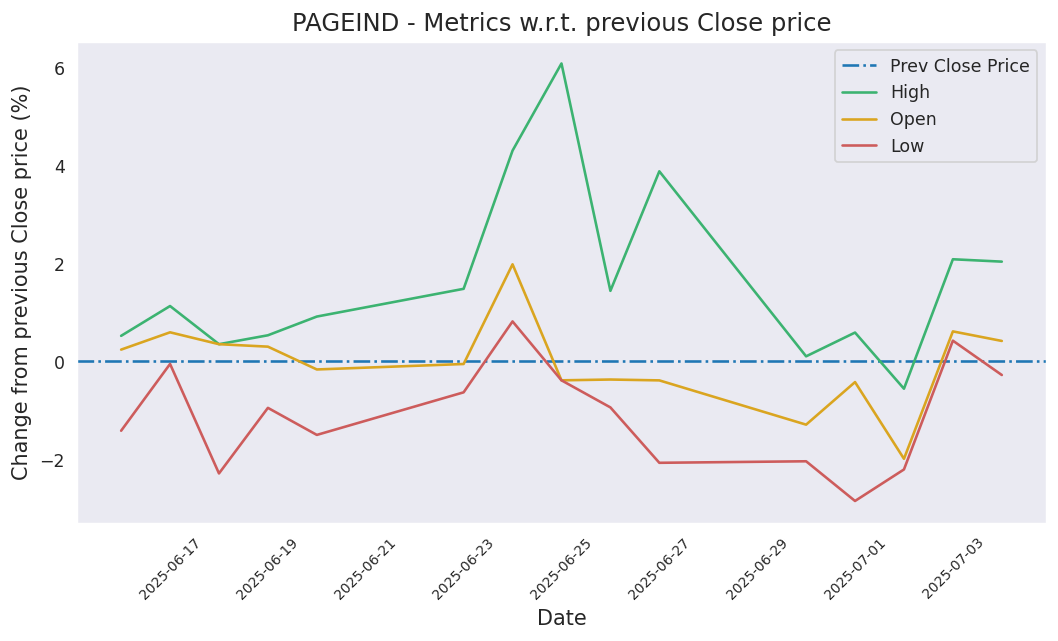 PAGEIND - Metrics w.r.t. previous Close price
Change from previous Close price (%)
6
4
2
0
−2
Prev Close Price
High
Open
Low
2025-06-17
2025-06-19
2025-06-21
2025-06-23
2025-06-25
2025-06-27
2025-06-29
2025-07-01
2025-07-03
Date